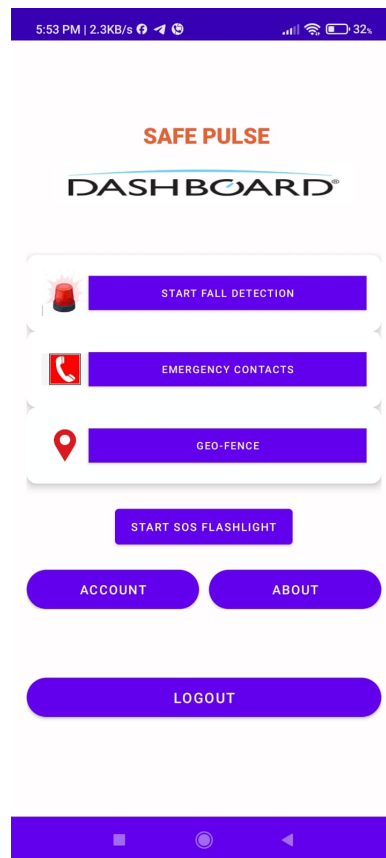 5:53 PM | 2.3KB/s 32%
SAFE PULSE
DASHBOARD®
START FALL DETECTION
EMERGENCY CONTACTS
GEO-FENCE
START SOS FLASHLIGHT
ACCOUNT ABOUT
LOGOUT